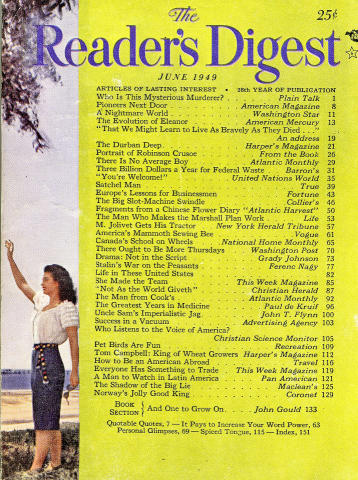 The
25¢
Reader's Digest
JUNE 1949
ARTICLES OF LASTING INTEREST • 28th YEAR OF PUBLICATION
Who Is This Mysterious Murderer? . . . Plain Talk 1
Pioneers Next Door . . . American Magazine 8
A Nightmare World . . . Washington Star 11
The Evolution of Eleanor . . . American Mercury 13
"That We Might Learn to Live As Bravely As They Died . . ."
An address 19
The Durban Deep . . . Harper's Magazine 21
Portrait of Robinson Crusoe . . . From the Book 26
There Is No Average Boy . . . Atlantic Monthly 29
Three Billion Dollars a Year for Federal Waste . . Barron's 31
"You're Welcome!" . . . United Nations World 35
Satchel Man . . . True 39
Europe's Lessons for Businessmen . . . Fortune 43
The Big Slot-Machine Swindle . . . Collier's 46
Fragments from a Chinese Flower Diary "Atlantic Harvest" 50
The Man Who Makes the Marshall Plan Work . . Life 53
M. Jolivet Gets His Tractor . . New York Herald Tribune 57
America's Mammoth Sewing Bee . . . Vogue 61
Canada's School on Wheels . . . National Home Monthly 65
There Ought to Be More Thursdays . . Washington Post 70
Drama: Not in the Script . . . Grady Johnson 73
Stalin's War on the Peasants . . . Ferenc Nagy 77
Life in These United States . . . 82
She Made the Team . . . This Week Magazine 85
"Not As the World Giveth" . . . Christian Herald 87
The Man from Cook's . . . Atlantic Monthly 92
The Greatest Years in Medicine . . . Paul de Kruif 96
Uncle Sam's Imperialistic Jag . . . John T. Flynn 100
Success in a Vacuum . . . Advertising Agency 103
Who Listens to the Voice of America?
Christian Science Monitor 105
Pet Birds Are Fun . . . Recreation 109
Tom Campbell: King of Wheat Growers Harper's Magazine 112
How to Be an American Abroad . . . Travel 116
Everyone Has Something to Trade . . This Week Magazine 119
A Man to Watch in Latin America . . . Pan American 121
The Shadow of the Big Lie . . . Maclean's 125
Norway's Jolly Good King . . . Coronet 129
BOOK SECTION } And One to Grow On . . . John Gould 133
Quotable Quotes, 7 — It Pays to Increase Your Word Power, 63
Personal Glimpses, 69 — Spiced Tongue, 115 — Index, 151